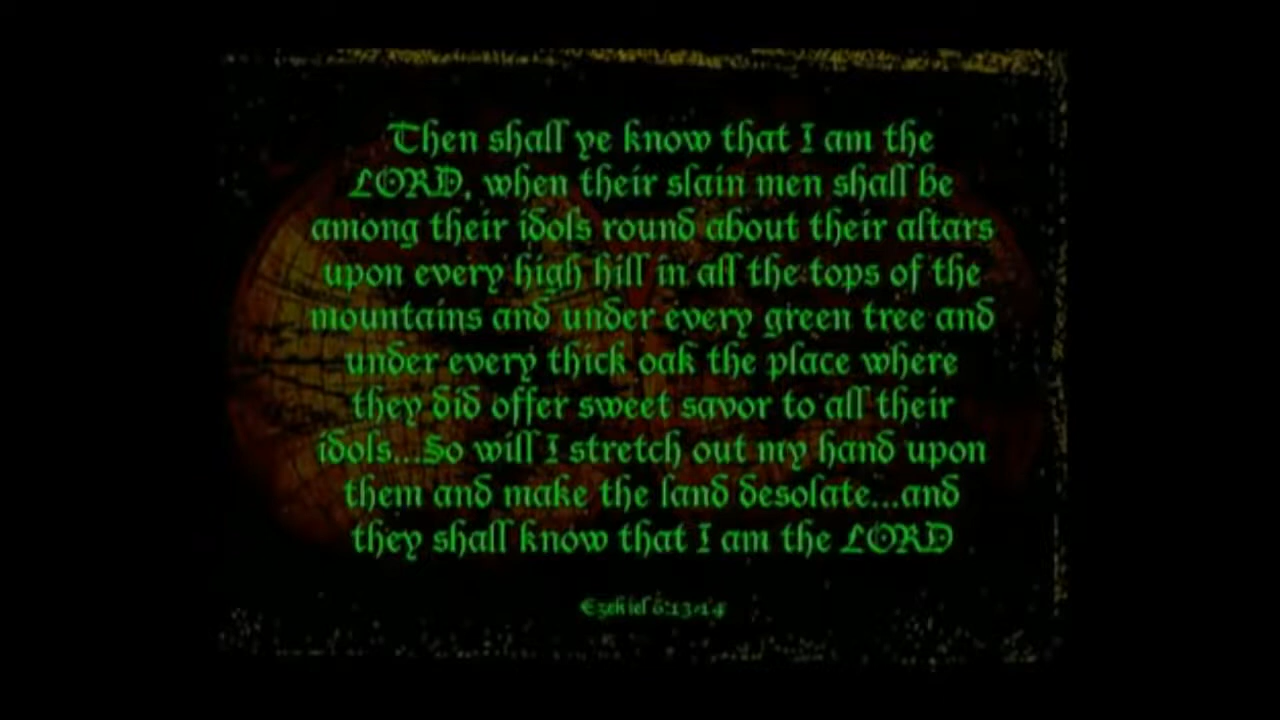 Then shall ye know that I am the
LORD, when their slain men shall be
among their idols round about their altars
upon every high hill in all the tops of the
mountains and under every green tree and
under every thick oak the place where
they did offer sweet savor to all their
idols...So will I stretch out my hand upon
them and make the land desolate...and
they shall know that I am the LORD
Ezekiel 6:13-14